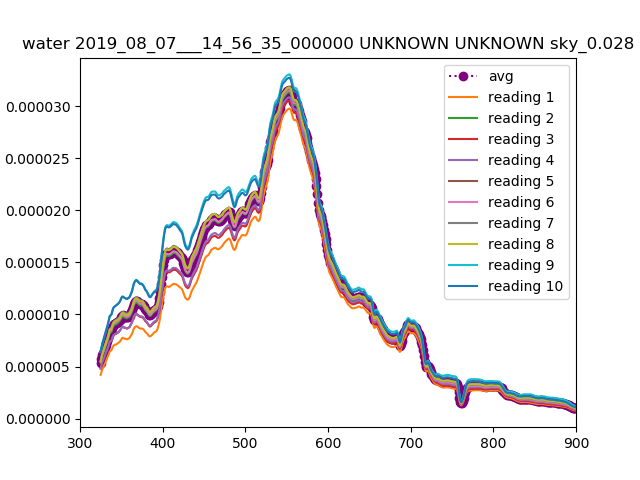 water 2019_08_07___14_56_35_000000 UNKNOWN UNKNOWN sky_0.028
avg
reading 1
reading 2
reading 3
reading 4
reading 5
reading 6
reading 7
reading 8
reading 9
reading 10
0.000030
0.000025
0.000020
0.000015
0.000010
0.000005
0.000000
300 400 500 600 700 800 900